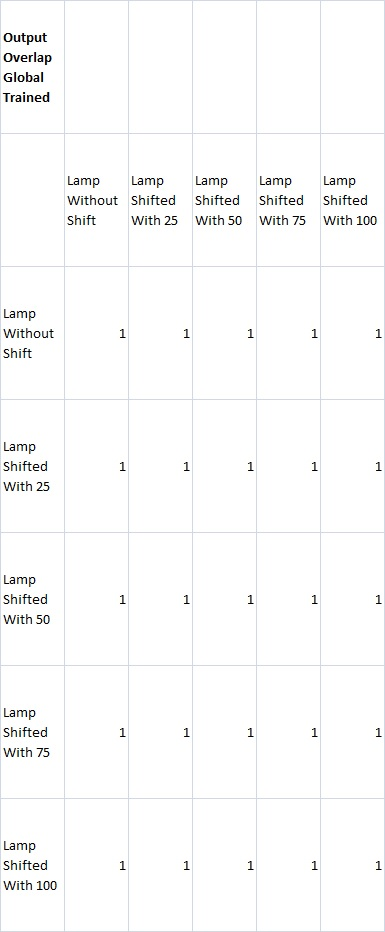 Output
Overlap
Global
Trained
Lamp Lamp Lamp Lamp Lamp
Without Shifted Shifted Shifted Shifted
Shift With 25 With 50 With 75 With 100
Lamp
Without
Shift
1 1 1 1 1
Lamp
Shifted
With 25
1 1 1 1 1
Lamp
Shifted
With 50
1 1 1 1 1
Lamp
Shifted
With 75
1 1 1 1 1
Lamp
Shifted
With 100
1 1 1 1 1